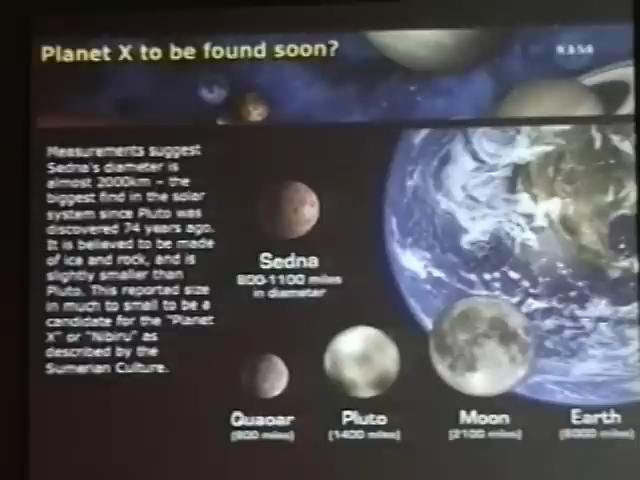 Planet X to be found soon?
NASA
Measurements suggest
Sedna's diameter is
almost 2000km - the
biggest find in the solar
system since Pluto was
discovered 74 years ago.
It is believed to be made
of ice and rock, and is
slightly smaller than
Pluto. This reported size
in much to small to be a
candidate for the "Planet
X" or "Nibiru" as
described by the
Sumerian Culture.
Sedna
800-1100 miles
in diameter
Quaoar
(800 miles)
Pluto
(1400 miles)
Moon
(2100 miles)
Earth
(8000 miles)